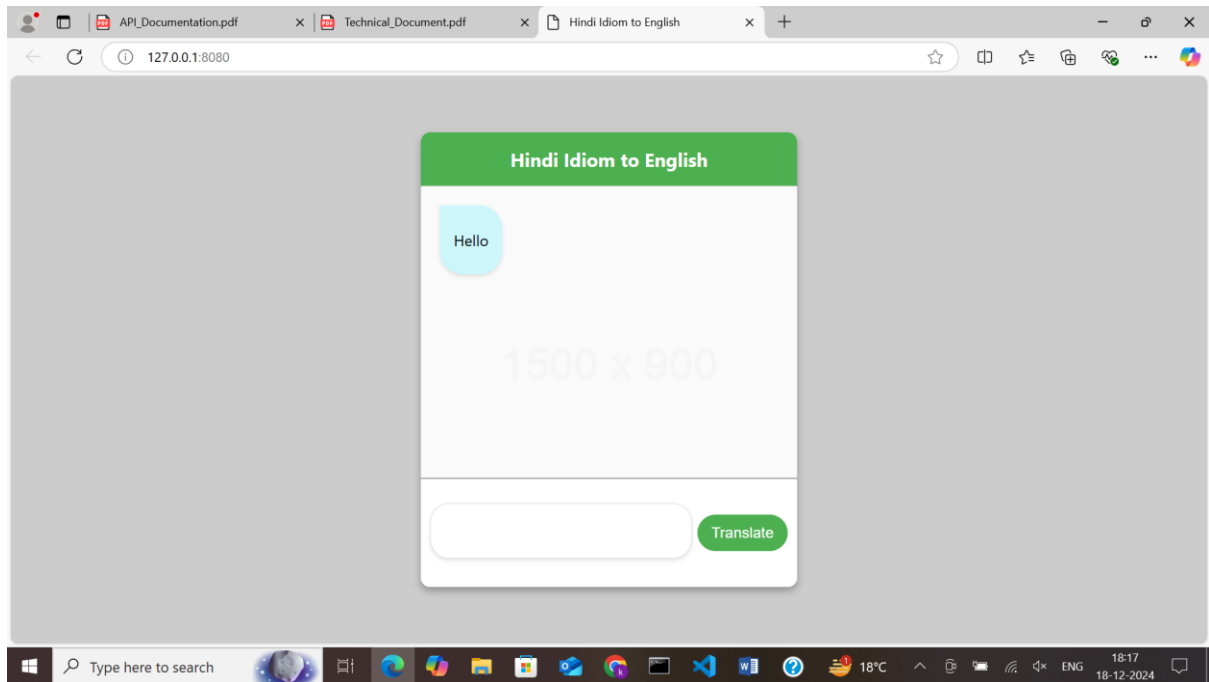 API_Documentation.pdf
Technical_Document.pdf
Hindi Idiom to English
127.0.0.1:8080
Hindi Idiom to English
Hello
1500 x 900
Translate
Type here to search
18°C
ENG
18:17
18-12-2024